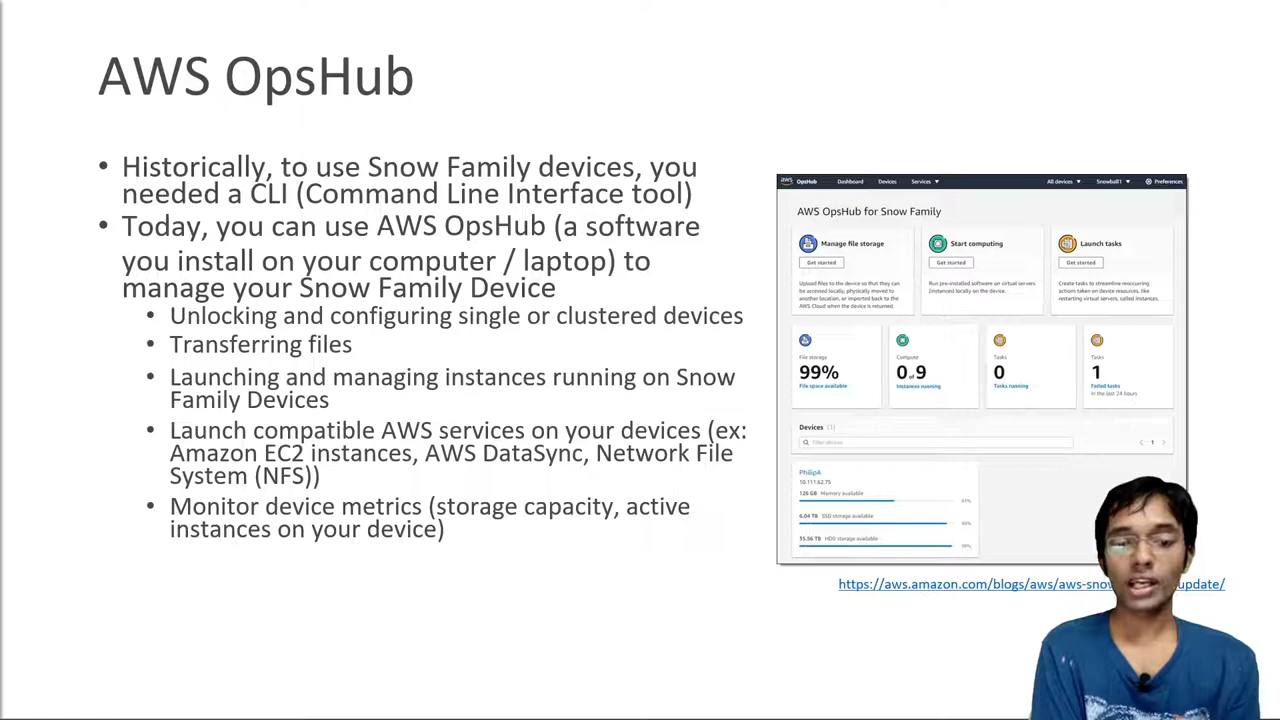 AWS OpsHub
• Historically, to use Snow Family devices, you
needed a CLI (Command Line Interface tool)
• Today, you can use AWS OpsHub (a software
you install on your computer / laptop) to
manage your Snow Family Device
• Unlocking and configuring single or clustered devices
• Transferring files
• Launching and managing instances running on Snow
Family Devices
• Launch compatible AWS services on your devices (ex:
Amazon EC2 instances, AWS DataSync, Network File
System (NFS))
• Monitor device metrics (storage capacity, active
instances on your device)
aws OpsHub Dashboard Devices Services All devices Snowball1 Preferences
AWS OpsHub for Snow Family
Manage file storage
Get started
Upload files to the device so that they can
be accessed locally, physically moved to
another location, or imported back to the
AWS Cloud when the device is returned.
Start computing
Get started
Run pre-installed software on virtual servers
(instances) locally on the device.
Launch tasks
Get started
Create tasks to streamline reoccurring
actions taken on device resources, like
restarting virtual servers, called instances.
File storage
99%
File space available
Compute
0 of 9
Instances running
Tasks
0
Tasks running
Tasks
1
Failed tasks
In the last 24 hours
Devices (1)
Filter devices
< 1 >
PhilipA
10.111.62.75
126 GB Memory available
61%
6.04 TB SSD storage available
93%
35.56 TB HDD storage available
https://aws.amazon.com/blogs/aws/aws-snow update/